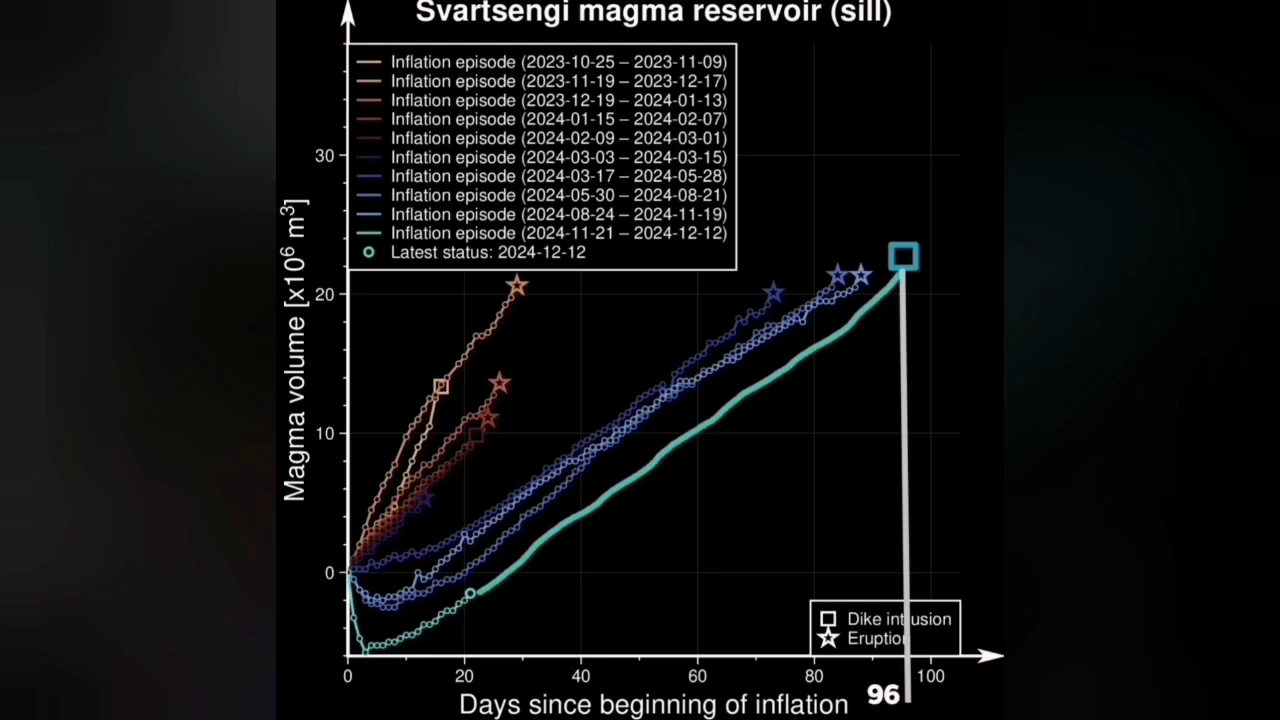 Svartsengi magma reservoir (sill)
Inflation episode (2023-10-25 – 2023-11-09)
Inflation episode (2023-11-19 – 2023-12-17)
Inflation episode (2023-12-19 – 2024-01-13)
Inflation episode (2024-01-15 – 2024-02-07)
Inflation episode (2024-02-09 – 2024-03-01)
Inflation episode (2024-03-03 – 2024-03-15)
Inflation episode (2024-03-17 – 2024-05-28)
Inflation episode (2024-05-30 – 2024-08-21)
Inflation episode (2024-08-24 – 2024-11-19)
Inflation episode (2024-11-21 – 2024-12-12)
Latest status: 2024-12-12
Magma volume [x10⁶ m³]
30
20
10
0
Dike intrusion
Eruption
0 20 40 60 80 100
Days since beginning of inflation
96